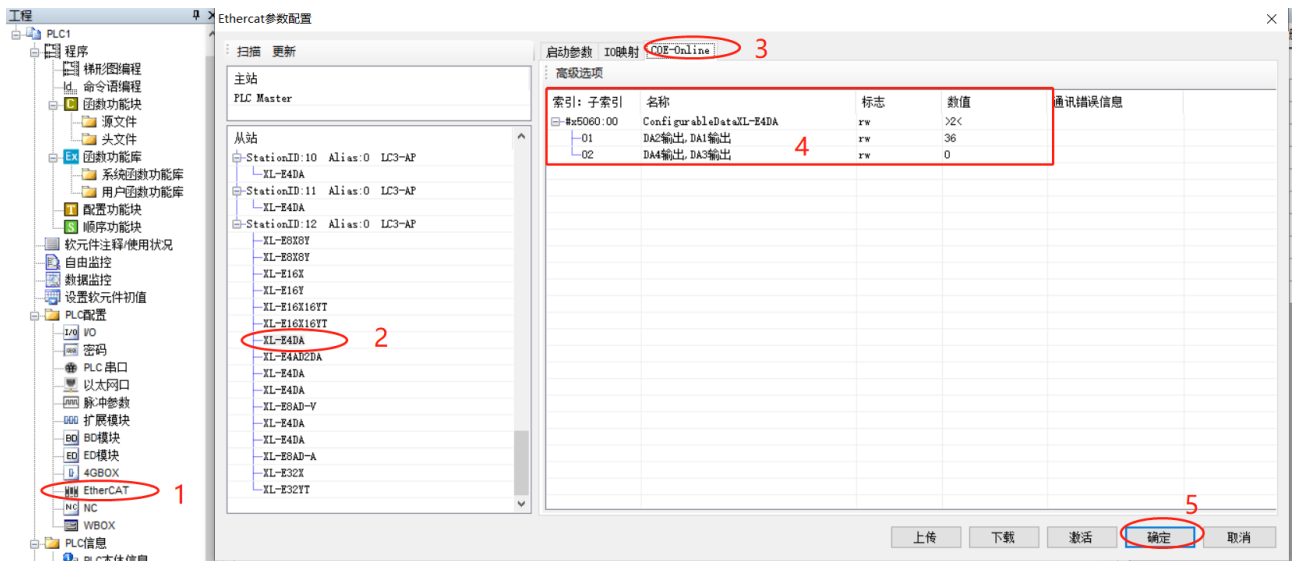 工程
PLC1
程序
梯形图编程
命令语编程
函数功能块
源文件
头文件
函数功能库
系统函数功能库
用户函数功能库
配置功能块
顺序功能块
软元件注释/使用状况
自由监控
数据监控
设置软元件初值
PLC配置
I/O
密码
PLC 串口
以太网口
脉冲参数
扩展模块
BD模块
ED模块
4GBOX
EtherCAT
1
NC
WBOX
PLC信息
PLC本体信息
Ethercat参数配置
扫描 更新
主站
PLC Master
从站
StationID:10 Alias:0 LC3-AP
XL-E4DA
StationID:11 Alias:0 LC3-AP
XL-E4DA
StationID:12 Alias:0 LC3-AP
XL-E8X8Y
XL-E8X8Y
XL-E16X
XL-E16Y
XL-E16X16YT
XL-E16X16YT
XL-E4DA
2
XL-E4AD2DA
XL-E4DA
XL-E4DA
XL-E8AD-V
XL-E4DA
XL-E4DA
XL-E8AD-A
XL-E32X
XL-E32YT
启动参数 IO映射 COE-Online
3
高级选项
索引: 子索引 名称 标志 数值 通讯错误信息
#x5060:00 ConfigurableDataXL-E4DA rw >2<
01 DA2输出,DA1输出 rw 36
02 DA4输出,DA3输出 rw 0
4
5
上传 下载 激活 确定 取消